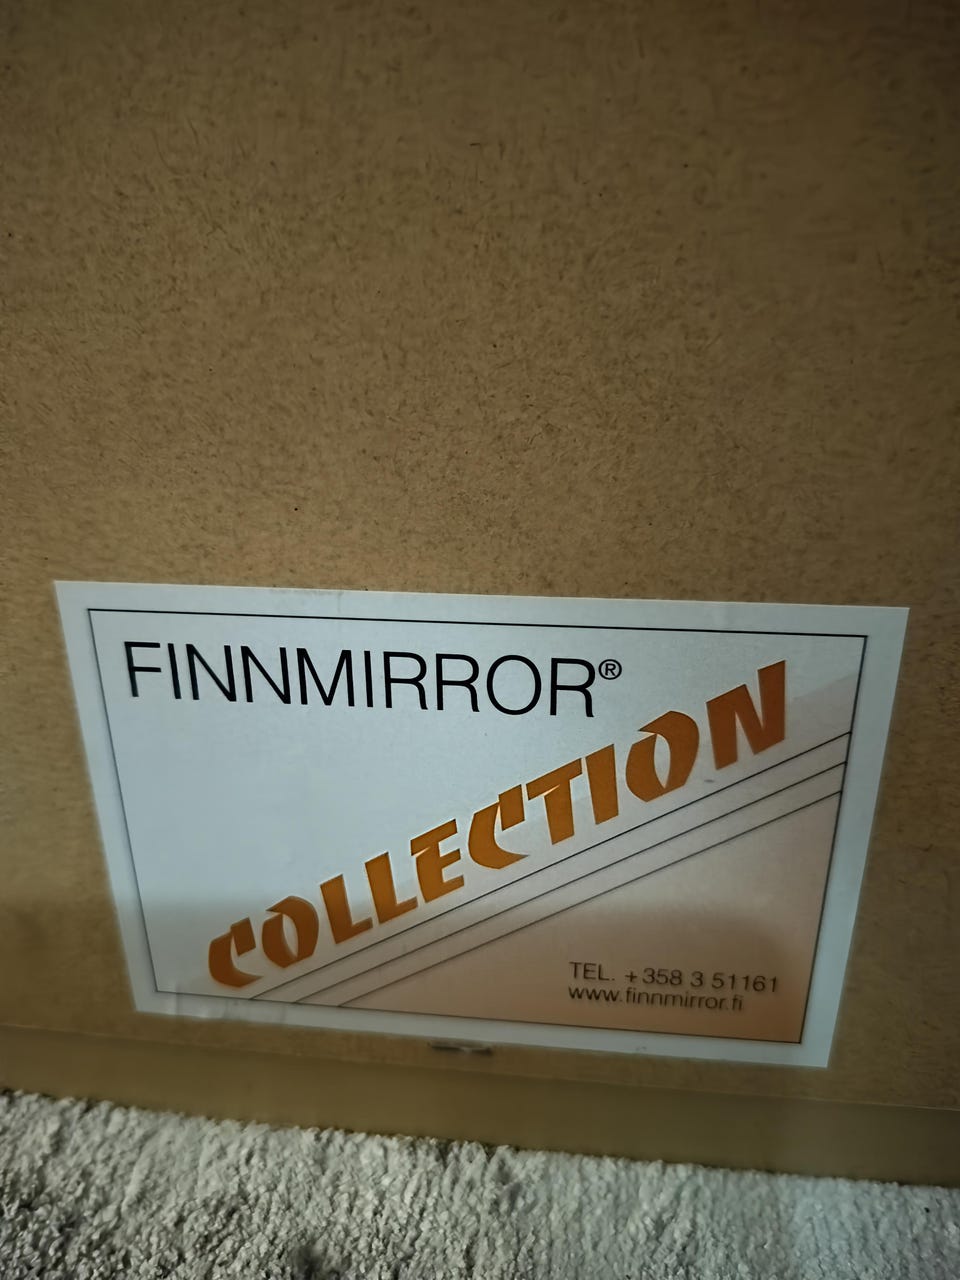 FINNMIRROR®
COLLECTION
TEL. +358 3 51161
www.finnmirror.fi